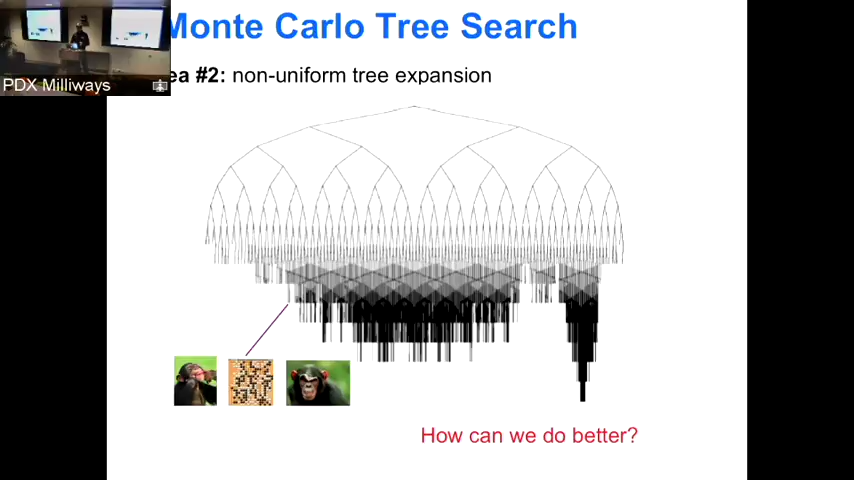 Monte Carlo Tree Search
ea #2: non-uniform tree expansion
PDX Milliways
How can we do better?